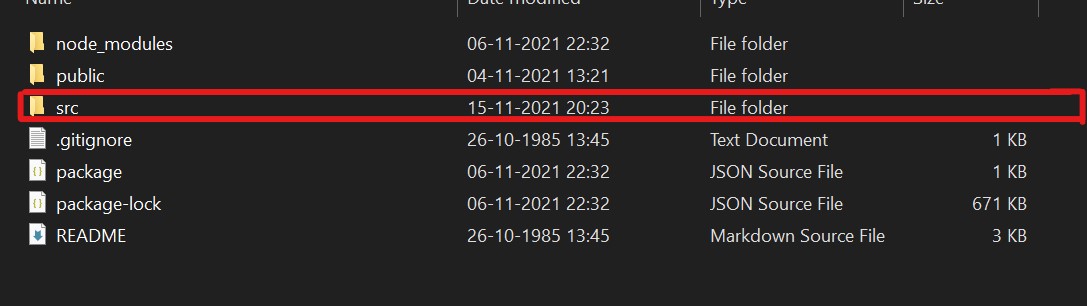 Name Date modified Type Size
node_modules 06-11-2021 22:32 File folder
public 04-11-2021 13:21 File folder
src 15-11-2021 20:23 File folder
.gitignore 26-10-1985 13:45 Text Document 1 KB
package 06-11-2021 22:32 JSON Source File 2 KB
package-lock 06-11-2021 22:32 JSON Source File 671 KB
README 26-10-1985 13:45 Markdown Source File 3 KB